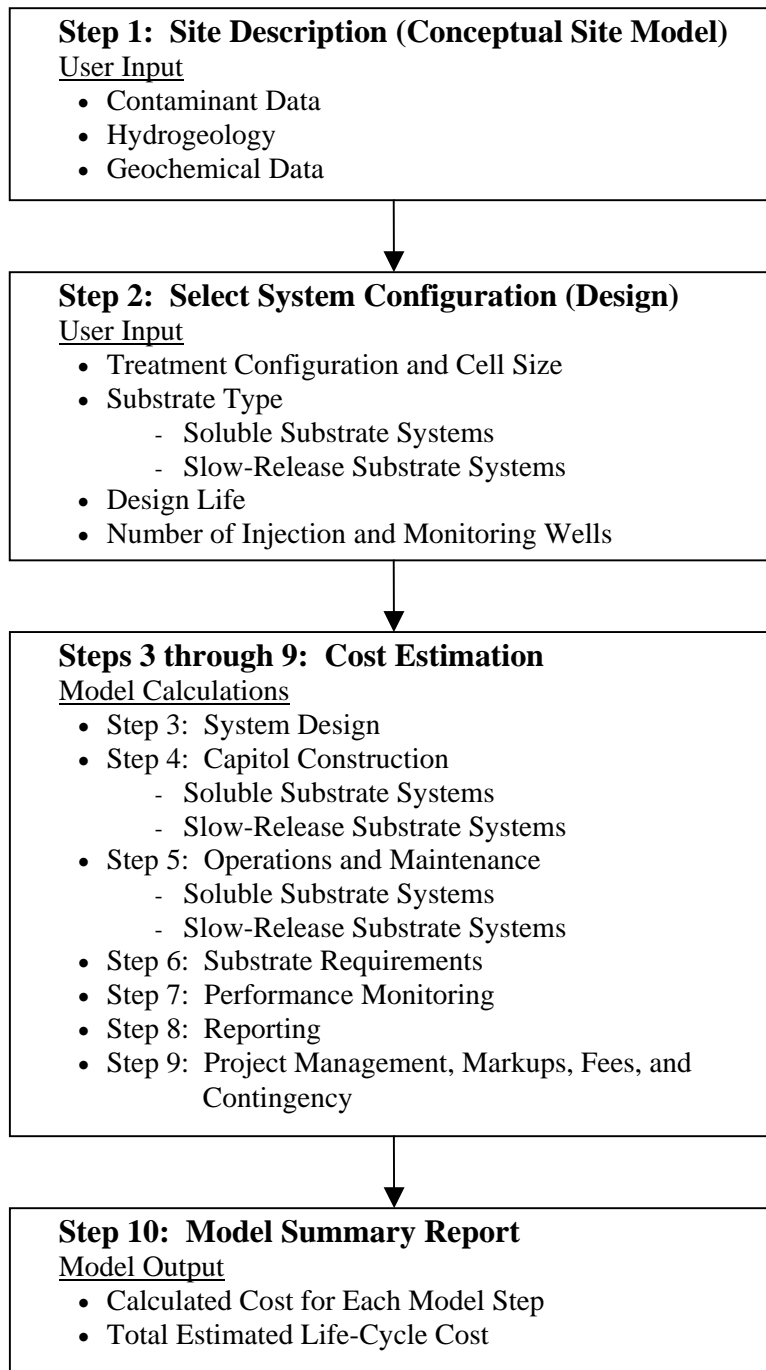 Step 1: Site Description (Conceptual Site Model)
User Input
• Contaminant Data
• Hydrogeology
• Geochemical Data
Step 2: Select System Configuration (Design)
User Input
• Treatment Configuration and Cell Size
• Substrate Type
- Soluble Substrate Systems
- Slow-Release Substrate Systems
• Design Life
• Number of Injection and Monitoring Wells
Steps 3 through 9: Cost Estimation
Model Calculations
• Step 3: System Design
• Step 4: Capitol Construction
- Soluble Substrate Systems
- Slow-Release Substrate Systems
• Step 5: Operations and Maintenance
- Soluble Substrate Systems
- Slow-Release Substrate Systems
• Step 6: Substrate Requirements
• Step 7: Performance Monitoring
• Step 8: Reporting
• Step 9: Project Management, Markups, Fees, and
Contingency
Step 10: Model Summary Report
Model Output
• Calculated Cost for Each Model Step
• Total Estimated Life-Cycle Cost